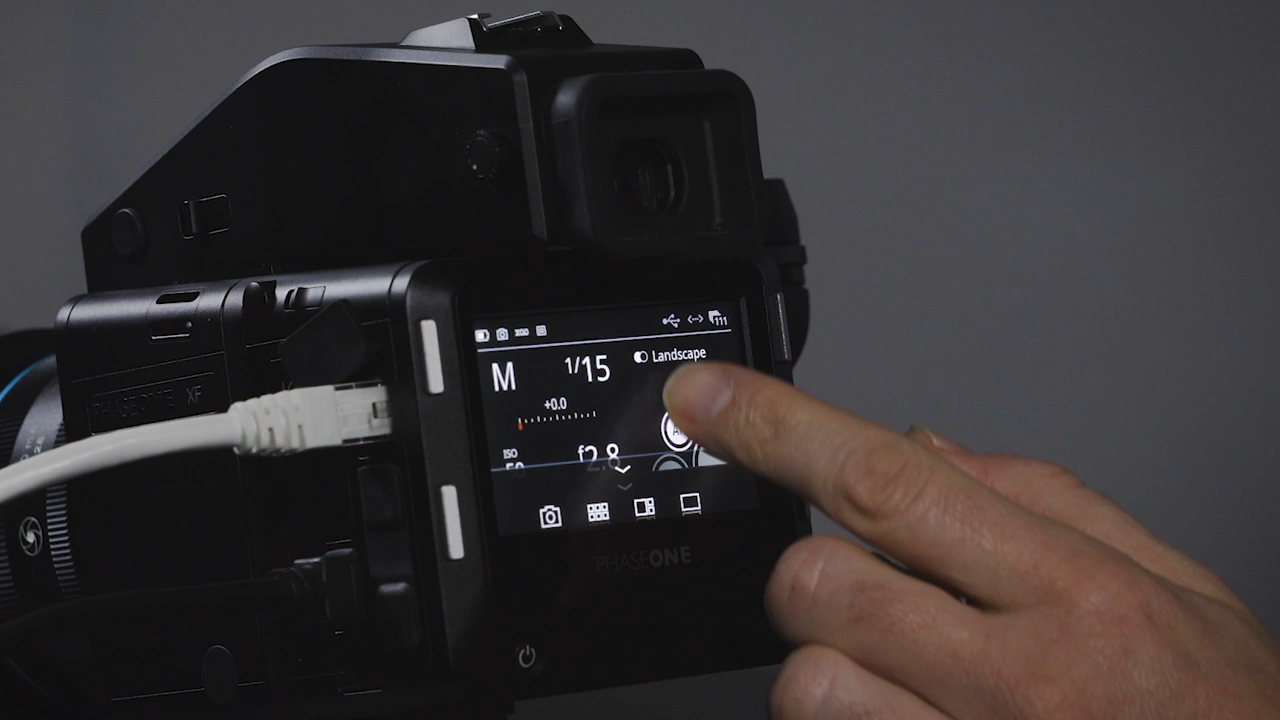 111
M
1/15
Landscape
+0.0
ISO
f2.8
PHASEONE XF
PHASEONE